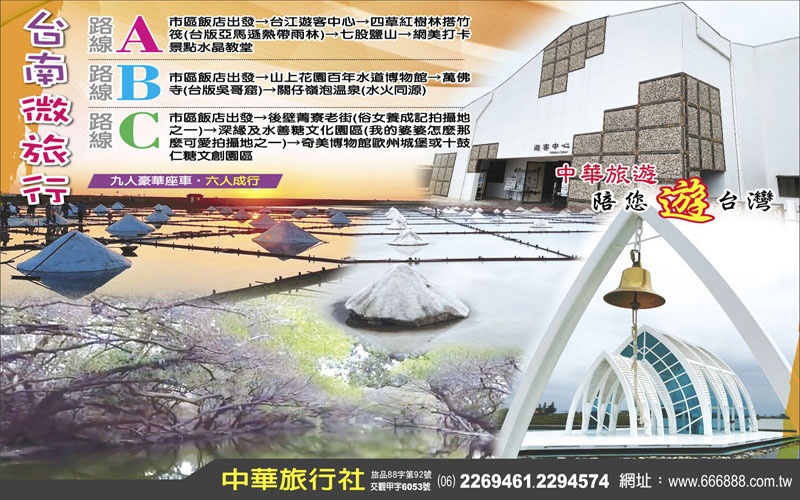 台南微旅行
路線A
市區飯店出發→台江遊客中心→四草紅樹林搭竹
筏(台版亞馬遜熱帶雨林)→七股鹽山→網美打卡
景點水晶教堂
路線B
市區飯店出發→山上花園百年水道博物館→萬佛
寺(台版吳哥窟)→關仔嶺泡溫泉(水火同源)
路線C
市區飯店出發→後壁菁寮老街(俗女養成記拍攝地
之一)→深緣及水善糖文化園區(我的婆婆怎麼那
麼可愛拍攝地之一)→奇美博物館歐州城堡或十鼓
仁糖文創園區
九人豪華座車・六人成行
遊客中心
中華旅遊
陪您遊台灣
中華旅行社
旅品88字第92號
交觀甲字6053號
(06) 2269461.2294574
網址：www.666888.com.tw